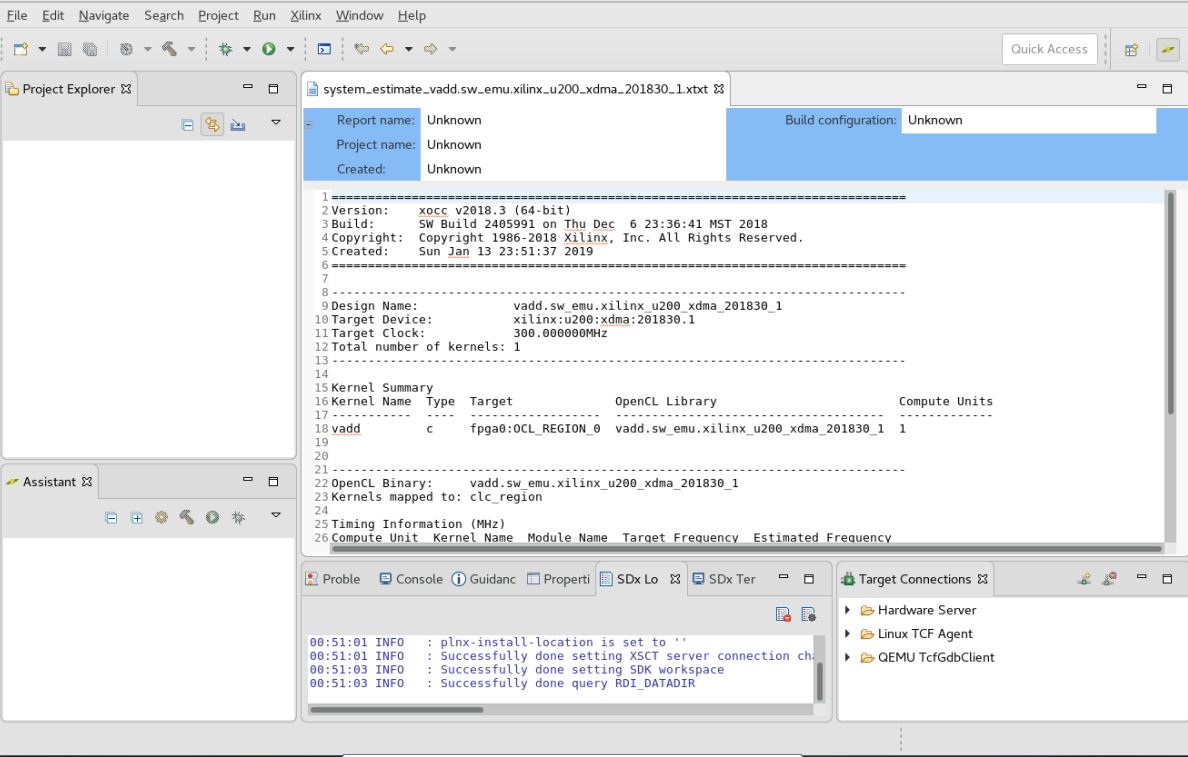 File Edit Navigate Search Project Run Xilinx Window Help
Quick Access
Project Explorer
system_estimate_vadd.sw_emu.xilinx_u200_xdma_201830_1.xtxt
Report name: Unknown
Build configuration: Unknown
Project name: Unknown
Created: Unknown
1 ===============================================================================
2 Version:    xocc v2018.3 (64-bit)
3 Build:      SW Build 2405991 on Thu Dec  6 23:36:41 MST 2018
4 Copyright:  Copyright 1986-2018 Xilinx, Inc. All Rights Reserved.
5 Created:    Sun Jan 13 23:51:37 2019
6 ===============================================================================
7
8 -------------------------------------------------------------------------------
9 Design Name:             vadd.sw_emu.xilinx_u200_xdma_201830_1
10 Target Device:           xilinx:u200:xdma:201830.1
11 Target Clock:            300.000000MHz
12 Total number of kernels: 1
13 -------------------------------------------------------------------------------
14
15 Kernel Summary
16 Kernel Name  Type  Target              OpenCL Library                         Compute Units
17 -----------  ----  ------------------  -------------------------------------  -------------
18 vadd         c     fpga0:OCL_REGION_0  vadd.sw_emu.xilinx_u200_xdma_201830_1  1
19
20
21 -------------------------------------------------------------------------------
22 OpenCL Binary:     vadd.sw_emu.xilinx_u200_xdma_201830_1
23 Kernels mapped to: clc_region
24
25 Timing Information (MHz)
26 Compute Unit  Kernel Name  Module Name  Target Frequency  Estimated Frequency
Assistant
Proble Console Guidanc Properti SDx Lo SDx Ter
00:51:01 INFO   : plnx-install-location is set to ''
00:51:01 INFO   : Successfully done setting XSCT server connection cha
00:51:03 INFO   : Successfully done setting SDK workspace
00:51:03 INFO   : Successfully done query RDI_DATADIR
Target Connections
Hardware Server
Linux TCF Agent
QEMU TcfGdbClient